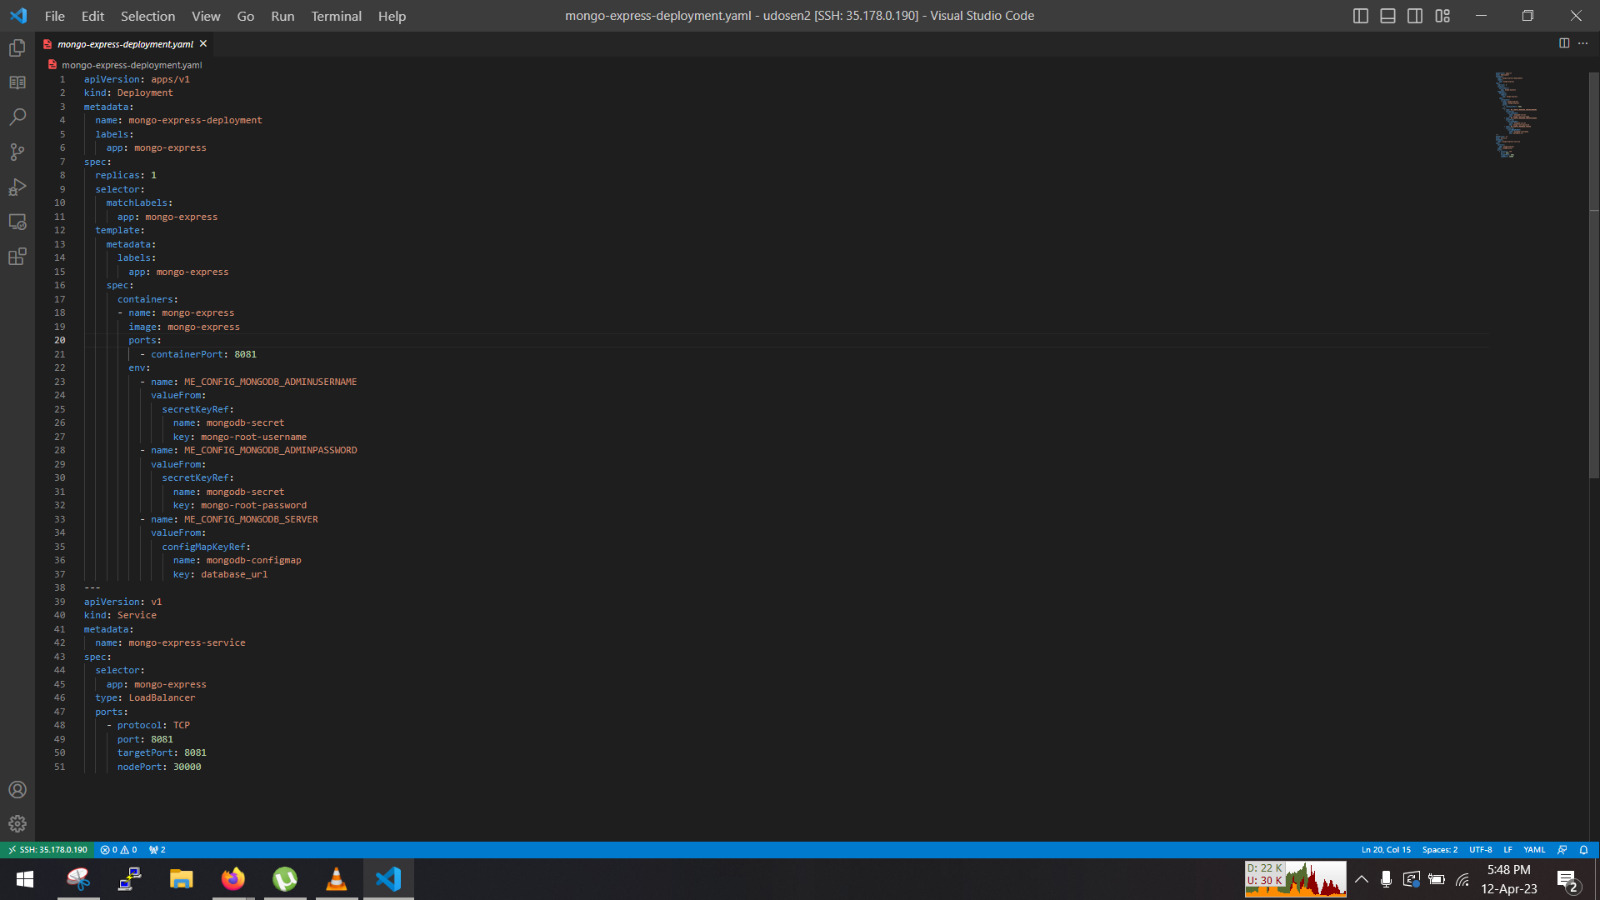 File Edit Selection View Go Run Terminal Help mongo-express-deployment.yaml - udosen2 [SSH: 35.178.0.190] - Visual Studio Code
mongo-express-deployment.yaml
mongo-express-deployment.yaml
1 apiVersion: apps/v1
2 kind: Deployment
3 metadata:
4 name: mongo-express-deployment
5 labels:
6 app: mongo-express
7 spec:
8 replicas: 1
9 selector:
10 matchLabels:
11 app: mongo-express
12 template:
13 metadata:
14 labels:
15 app: mongo-express
16 spec:
17 containers:
18 - name: mongo-express
19 image: mongo-express
20 ports:
21 - containerPort: 8081
22 env:
23 - name: ME_CONFIG_MONGODB_ADMINUSERNAME
24 valueFrom:
25 secretKeyRef:
26 name: mongodb-secret
27 key: mongo-root-username
28 - name: ME_CONFIG_MONGODB_ADMINPASSWORD
29 valueFrom:
30 secretKeyRef:
31 name: mongodb-secret
32 key: mongo-root-password
33 - name: ME_CONFIG_MONGODB_SERVER
34 valueFrom:
35 configMapKeyRef:
36 name: mongodb-configmap
37 key: database_url
38 ---
39 apiVersion: v1
40 kind: Service
41 metadata:
42 name: mongo-express-service
43 spec:
44 selector:
45 app: mongo-express
46 type: LoadBalancer
47 ports:
48 - protocol: TCP
49 port: 8081
50 targetPort: 8081
51 nodePort: 30000
SSH: 35.178.0.190 0 0 2 Ln 20, Col 15 Spaces: 2 UTF-8 LF YAML
D: 22 K
U: 30 K
5:48 PM
12-Apr-23
2